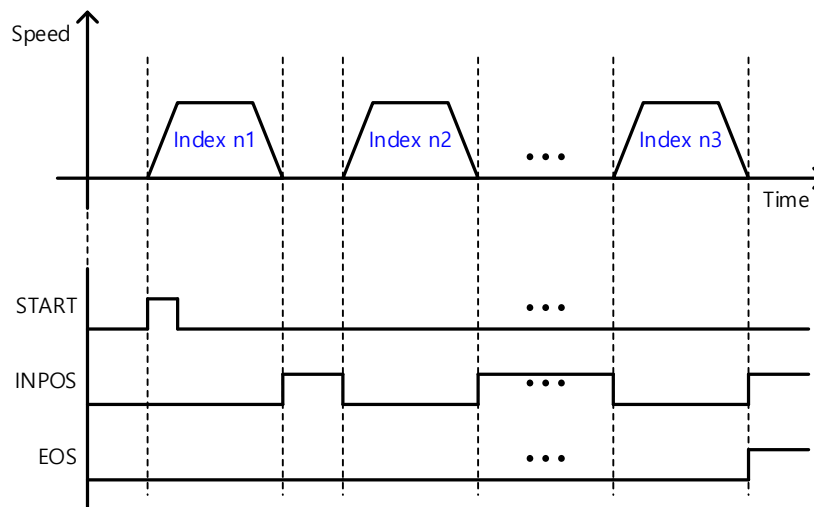 Speed
Index n1
Index n2
Index n3
Time
START
INPOS
EOS